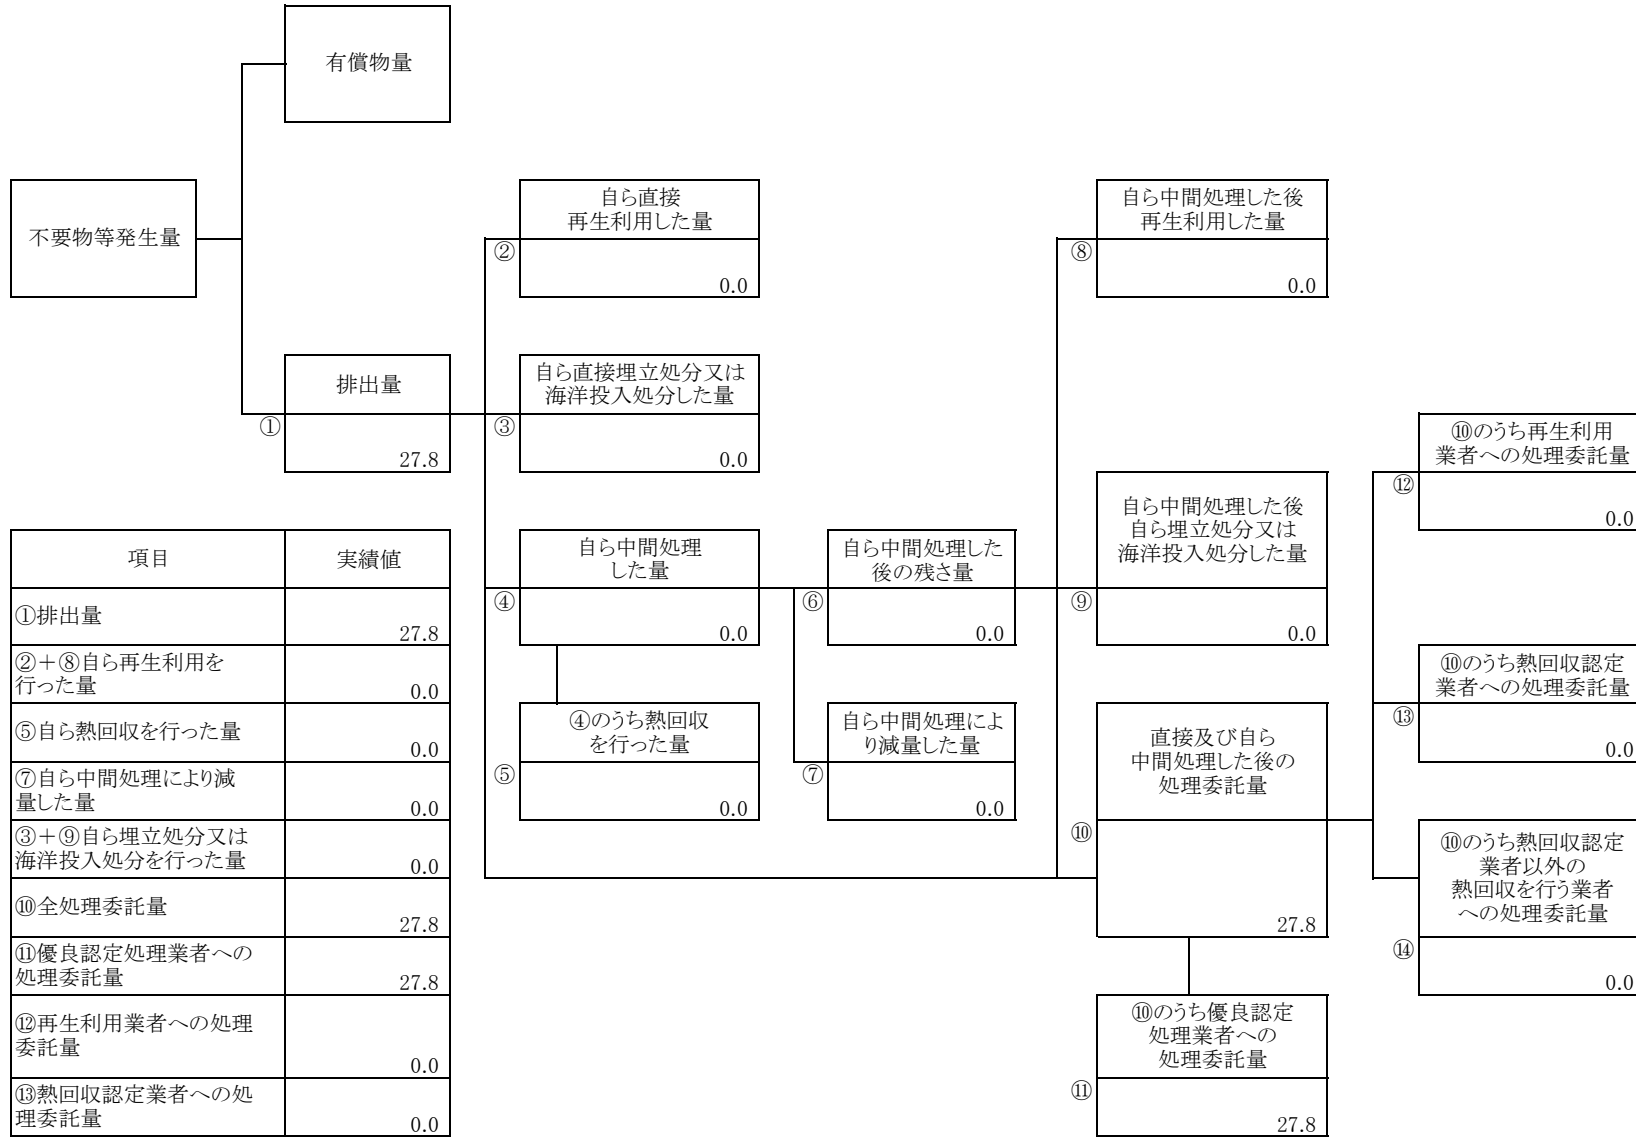 有償物量
不要物等発生量
排出量
①
27.8
自ら直接
再生利用した量
②
0.0
自ら直接埋立処分又は
海洋投入処分した量
③
0.0
自ら中間処理
した量
④
0.0
④のうち熱回収
を行った量
⑤
0.0
自ら中間処理した
後の残さ量
⑥
0.0
自ら中間処理によ
り減量した量
⑦
0.0
自ら中間処理した後
再生利用した量
⑧
0.0
自ら中間処理した後
自ら埋立処分又は
海洋投入処分した量
⑨
0.0
直接及び自ら
中間処理した後の
処理委託量
⑩
27.8
⑩のうち優良認定
処理業者への
処理委託量
⑪
27.8
⑩のうち再生利用
業者への処理委託量
⑫
0.0
⑩のうち熱回収認定
業者への処理委託量
⑬
0.0
⑩のうち熱回収認定
業者以外の
熱回収を行う業者
への処理委託量
⑭
0.0
項目 実績値
①排出量
27.8
②+⑧自ら再生利用を
行った量 0.0
⑤自ら熱回収を行った量
0.0
⑦自ら中間処理により減
量した量 0.0
③+⑨自ら埋立処分又は
海洋投入処分を行った量 0.0
⑩全処理委託量
27.8
⑪優良認定処理業者への
処理委託量 27.8
⑫再生利用業者への処理
委託量
0.0
⑬熱回収認定業者への処
理委託量 0.0